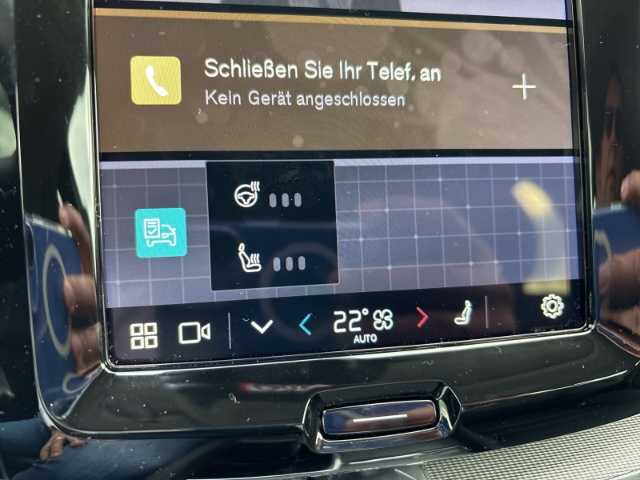 Schließen Sie Ihr Telef. an
Kein Gerät angeschlossen
22°
AUTO